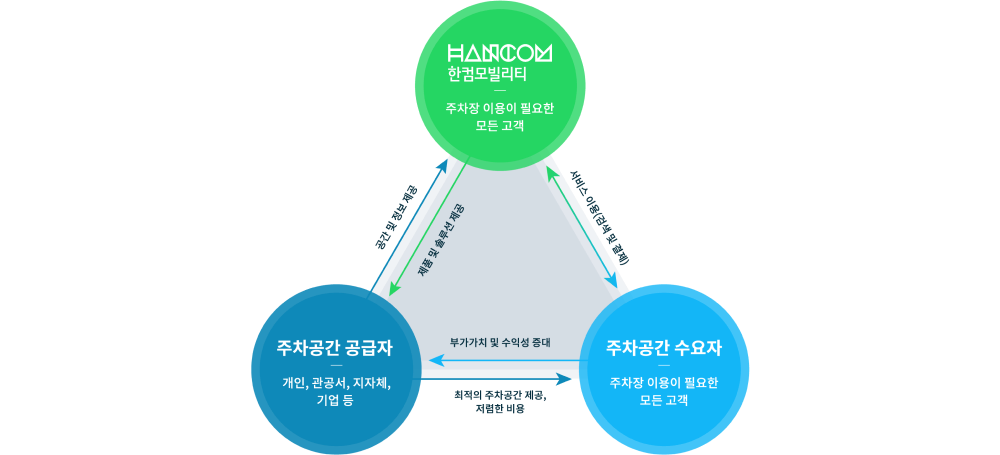 HANCOM
한컴모빌리티
주차장 이용이 필요한
모든 고객
공간 및 정보 제공
제품 및 솔루션 제공
서비스 이용(검색 및 결제)
주차공간 공급자
개인, 관공서, 지자체,
기업 등
부가가치 및 수익성 증대
최적의 주차공간 제공,
저렴한 비용
주차공간 수요자
주차장 이용이 필요한
모든 고객